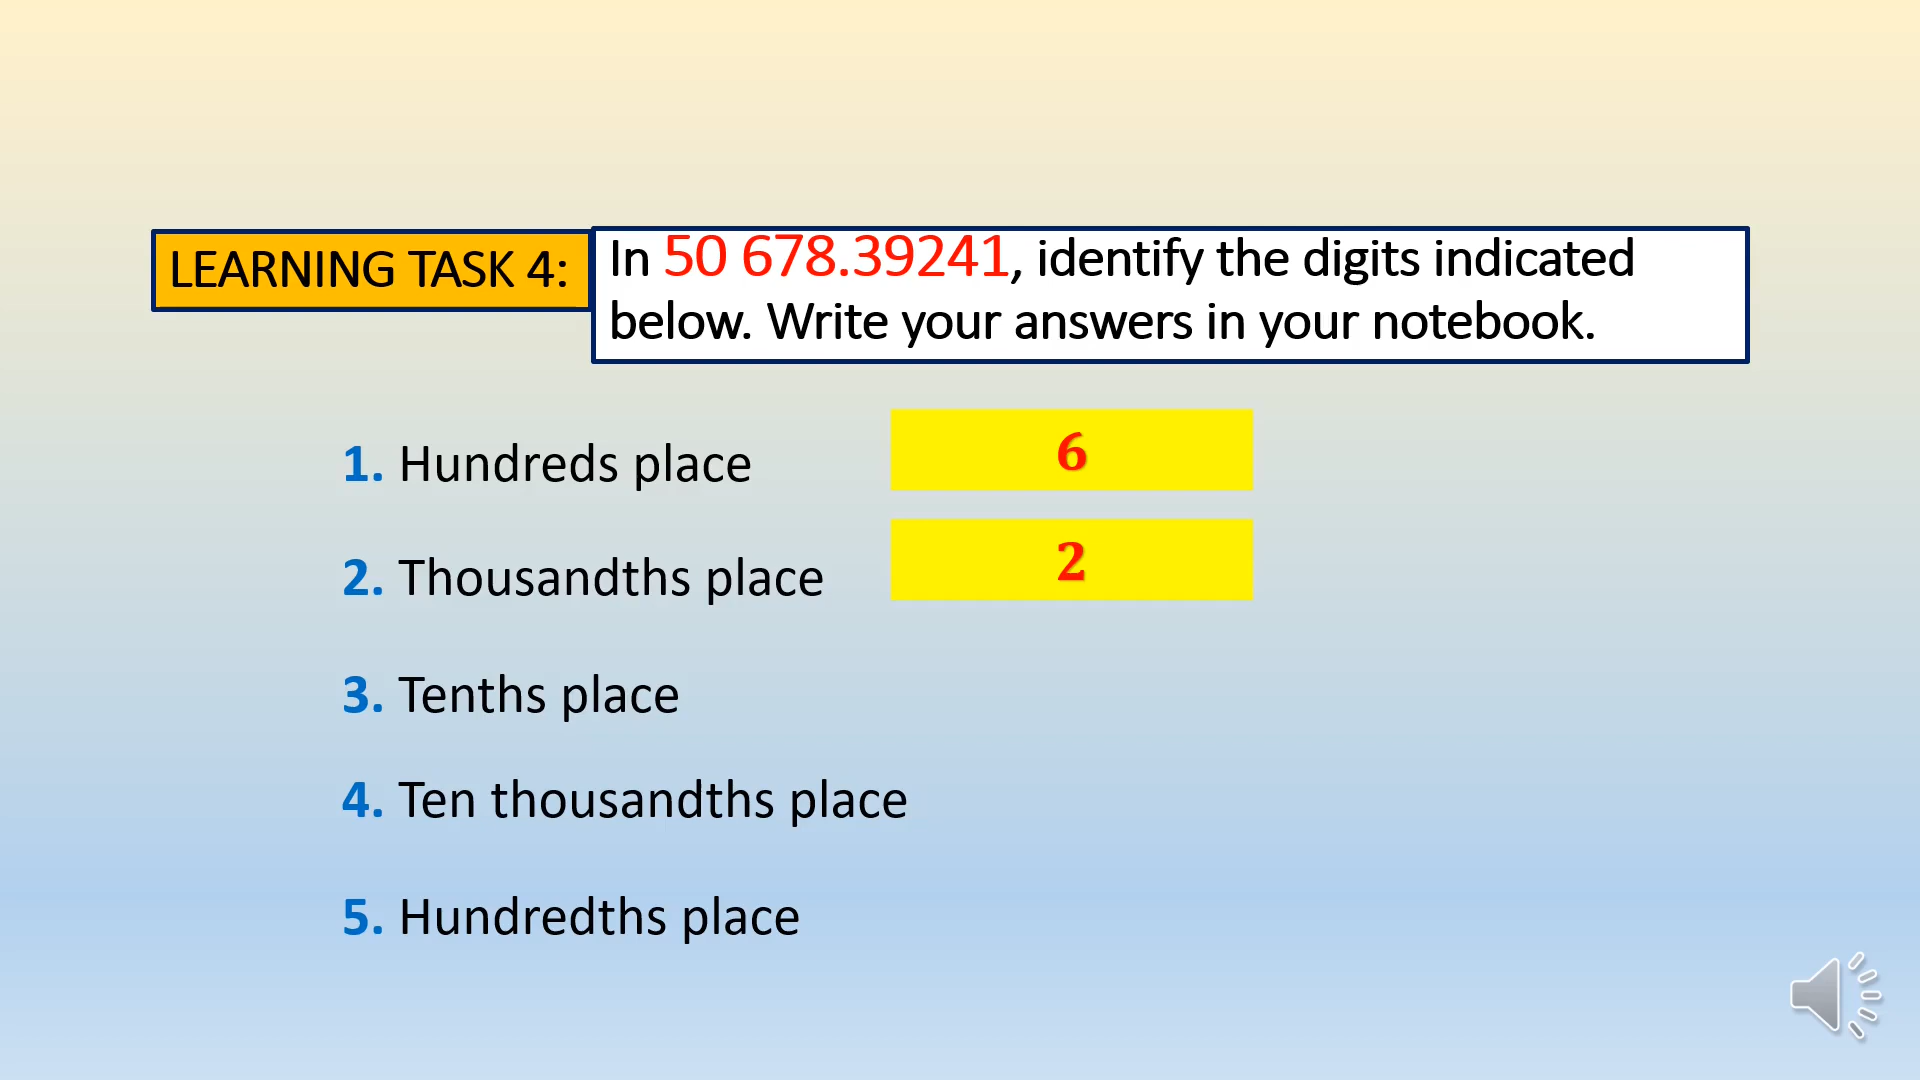 LEARNING TASK 4:
In 50 678.39241, identify the digits indicated
below. Write your answers in your notebook.
1. Hundreds place
6
2. Thousandths place
2
3. Tenths place
4. Ten thousandths place
5. Hundredths place